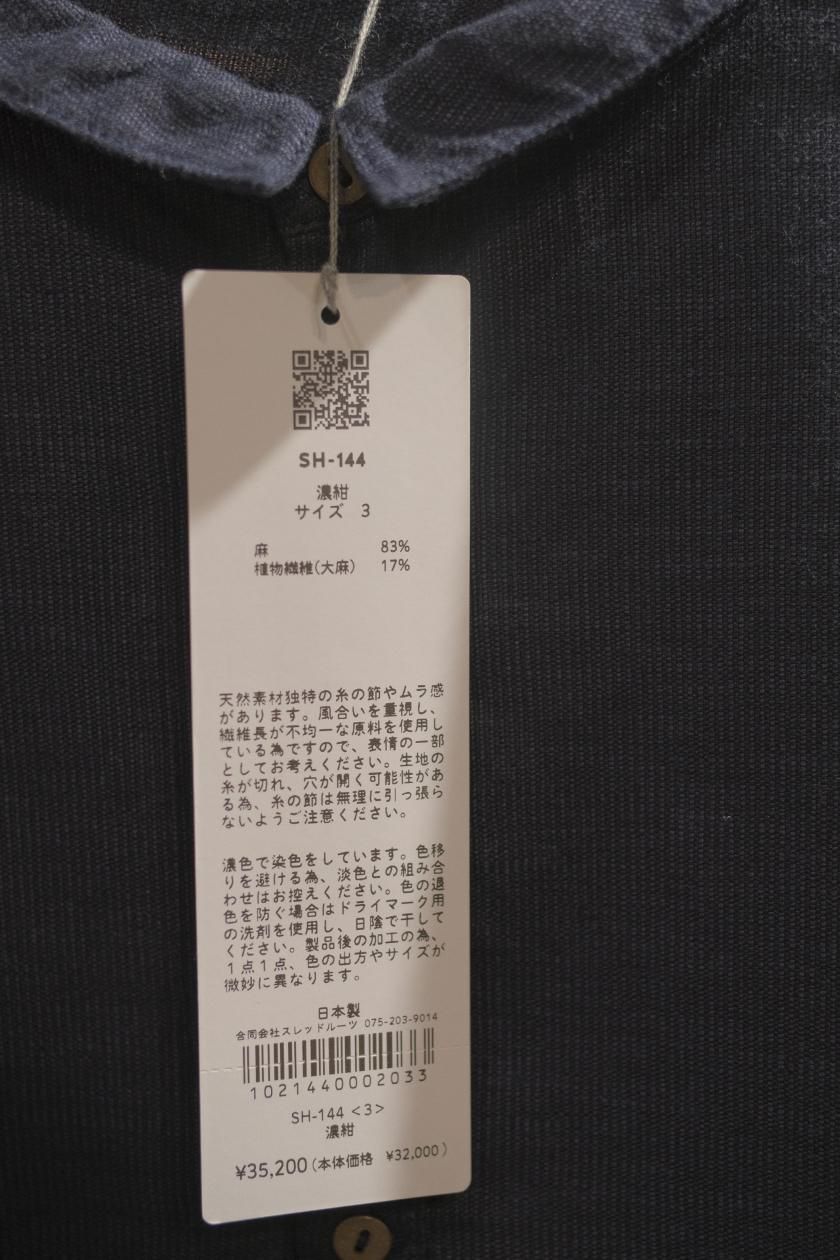 SH-144
濃紺
サイズ 3
麻 83%
植物繊維(大麻) 17%
天然素材独特の糸の節やムラ感
があります。風合いを重視し、
繊維長が不均一な原料を使用し
ている為ですので、表情の一部
としてお考えください。生地の
糸が切れ、穴が開く可能性があ
る為、糸の節は無理に引っ張ら
ないようご注意ください。
濃色で染色をしています。色移
りを避ける為、淡色との組み合
わせはお控えください。色の退
色を防ぐ場合はドライマーク用
の洗剤を使用し、日陰で干して
ください。製品後の加工の為、
1点1点、色の出方やサイズが
微妙に異なります。
日本製
合同会社スレッドルーツ 075-203-9014
1021440002033
SH-144 <3>
濃紺
¥35,200(本体価格 ¥32,000)